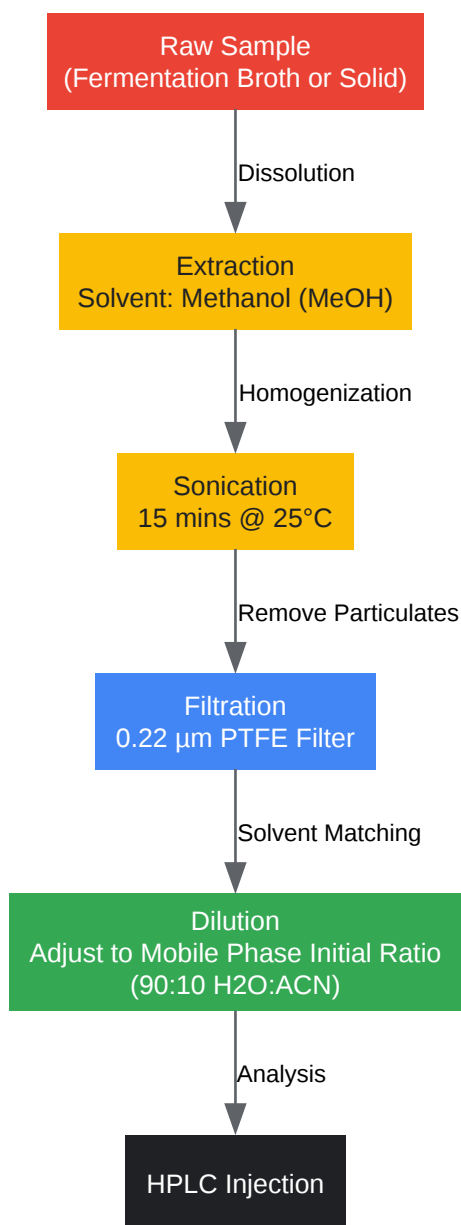 Raw Sample
(Fermentation Broth or Solid)
Dissolution
Extraction
Solvent: Methanol (MeOH)
Homogenization
Sonication
15 mins @ 25°C
Remove Particulates
Filtration
0.22 µm PTFE Filter
Solvent Matching
Dilution
Adjust to Mobile Phase Initial Ratio
(90:10 H2O:ACN)
Analysis
HPLC Injection